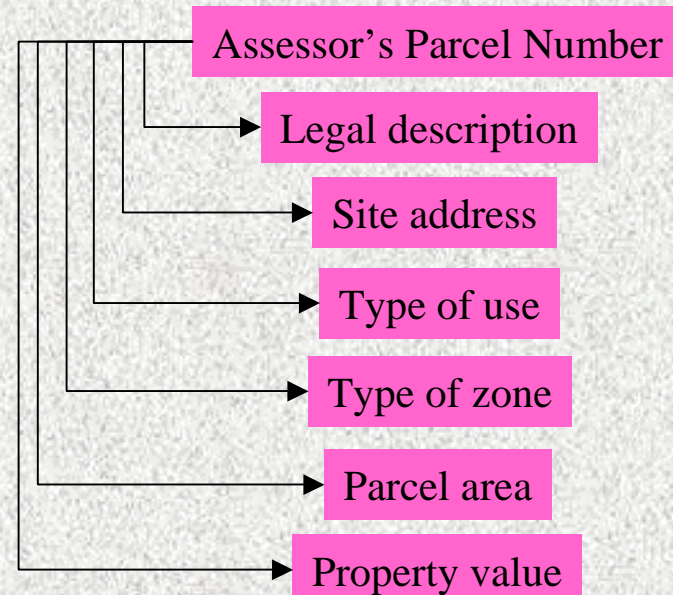 Assessor’s Parcel Number
Legal description
Site address
Type of use
Type of zone
Parcel area
Property value